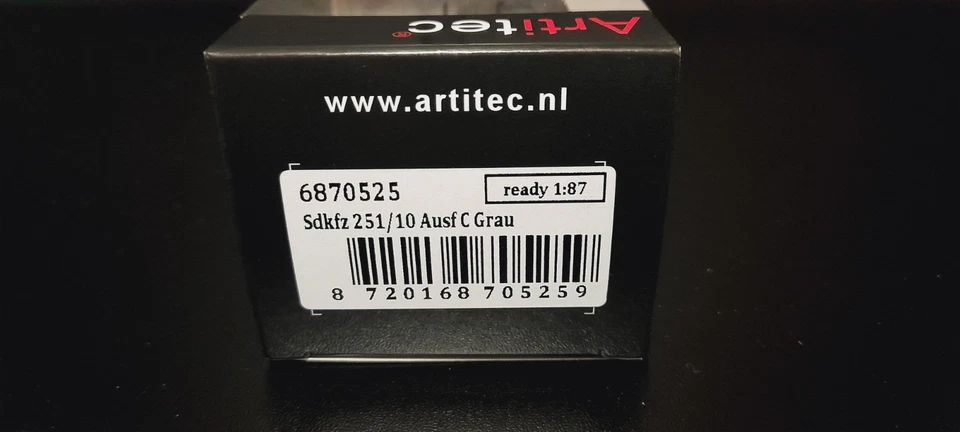 Artitec®
www.artitec.nl
6870525
ready 1:87
Sdkfz 251/10 Ausf C Grau
8 720168 705259